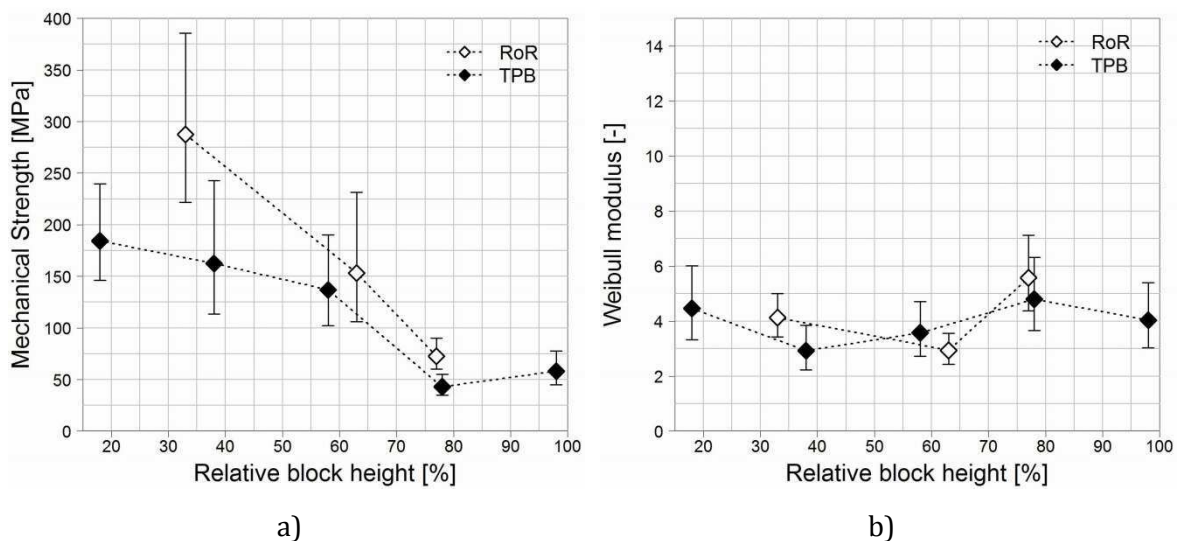 400
350
300
250
200
150
100
50
0
Mechanical Strength [MPa]
RoR
TPB
20 30 40 50 60 70 80 90 100
Relative block height [%]
a)
14
12
10
8
6
4
2
0
Weibull modulus [-]
RoR
TPB
20 30 40 50 60 70 80 90 100
Relative block height [%]
b)